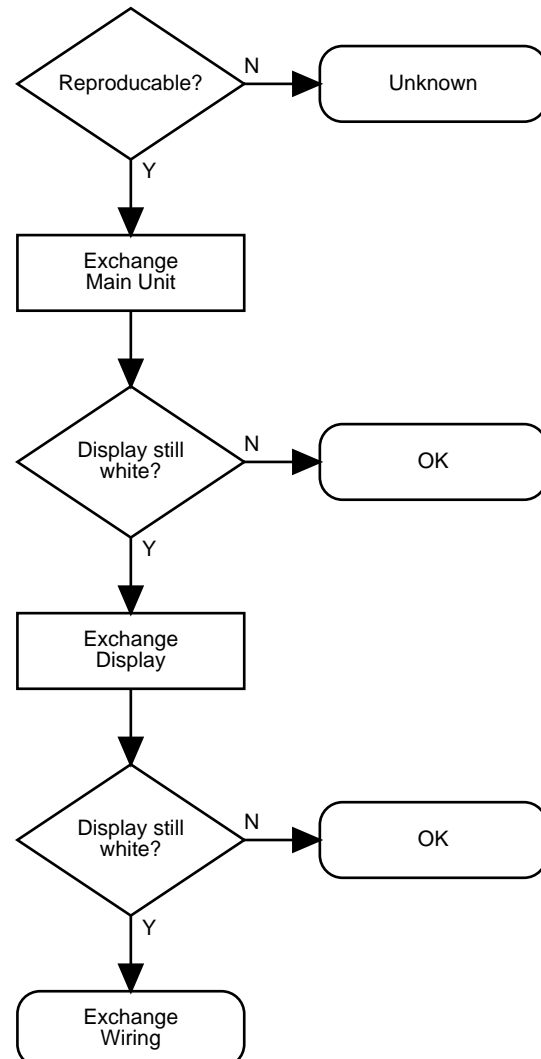 Reproducable?
N
Unknown
Y
Exchange
Main Unit
Display still
white?
N
OK
Y
Exchange
Display
Display still
white?
N
OK
Y
Exchange
Wiring